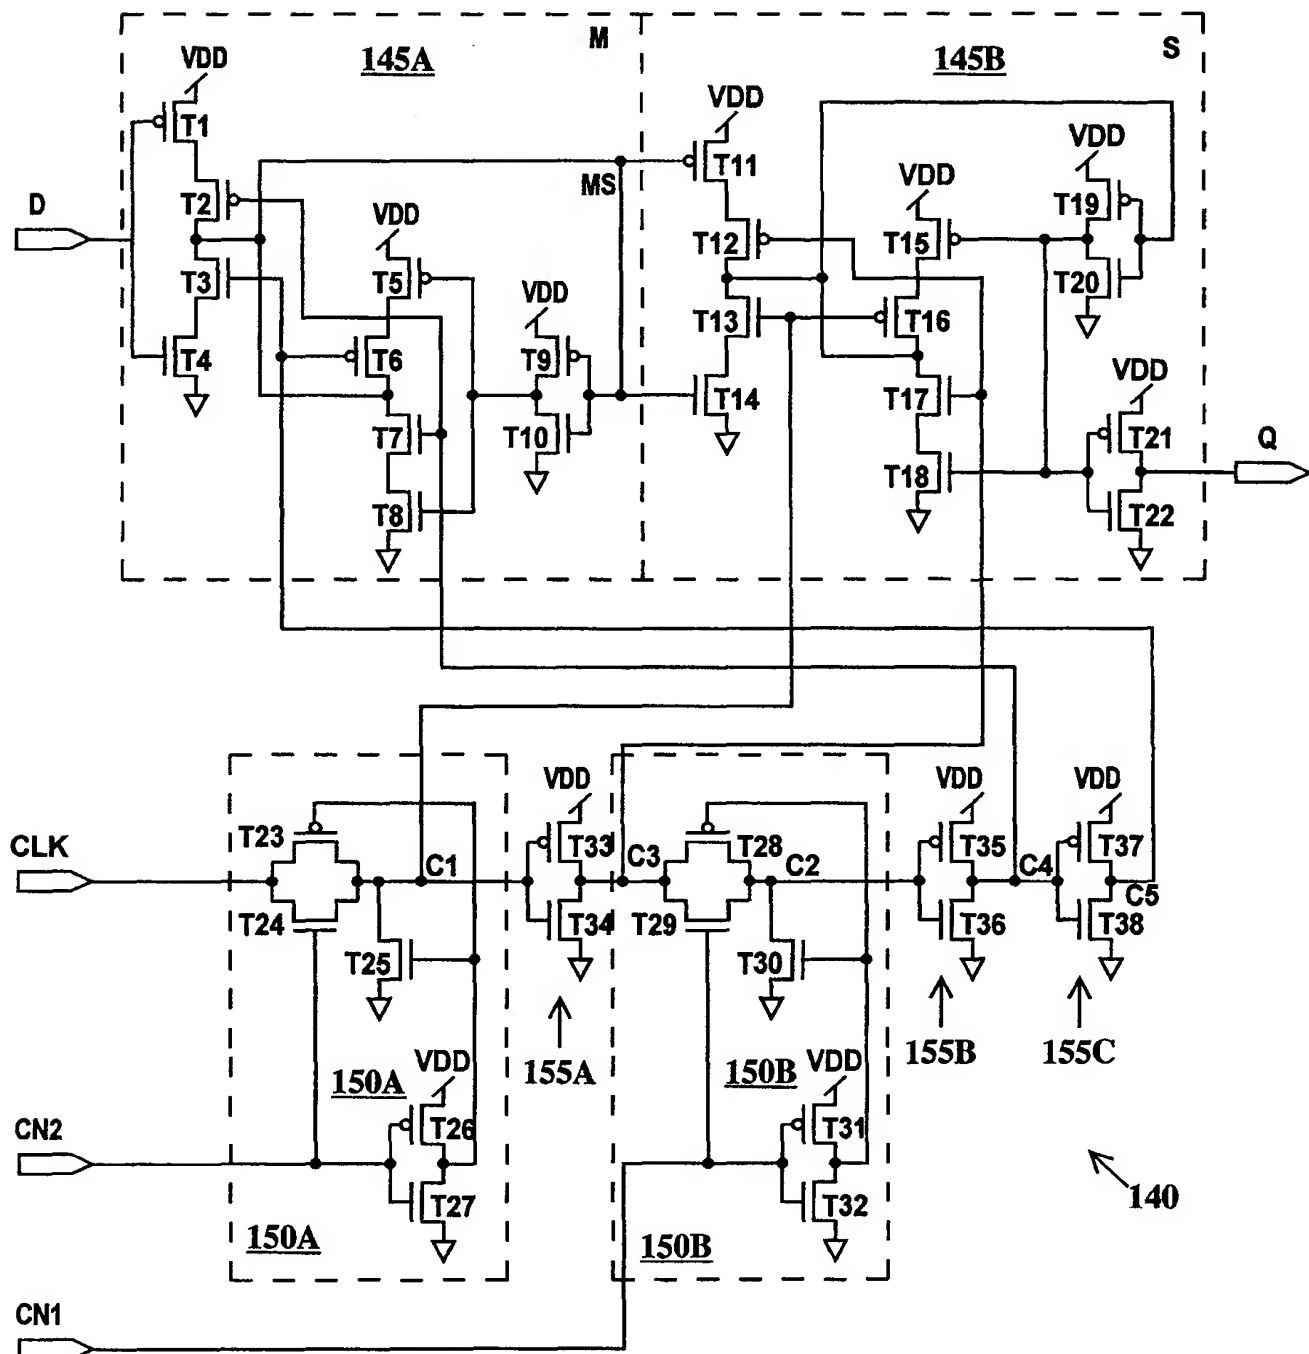 M
145A
145B
S
VDD
VDD
T1
T11
VDD
MS
VDD
D
T2
VDD
T12
T15
T19
T3
T5
VDD
T20
T13
T16
T4
T6
T9
T14
VDD
T7
T10
T17
T21
Q
T8
T18
T22
VDD
VDD
VDD
CLK
T23
C1
T33
C3
T28
C2
T35
C4
T37
C5
T24
T34
T29
T36
T38
T25
T30
155A
155B
155C
150A
VDD
150B
VDD
CN2
T26
T31
T27
T32
140
150A
150B
CN1